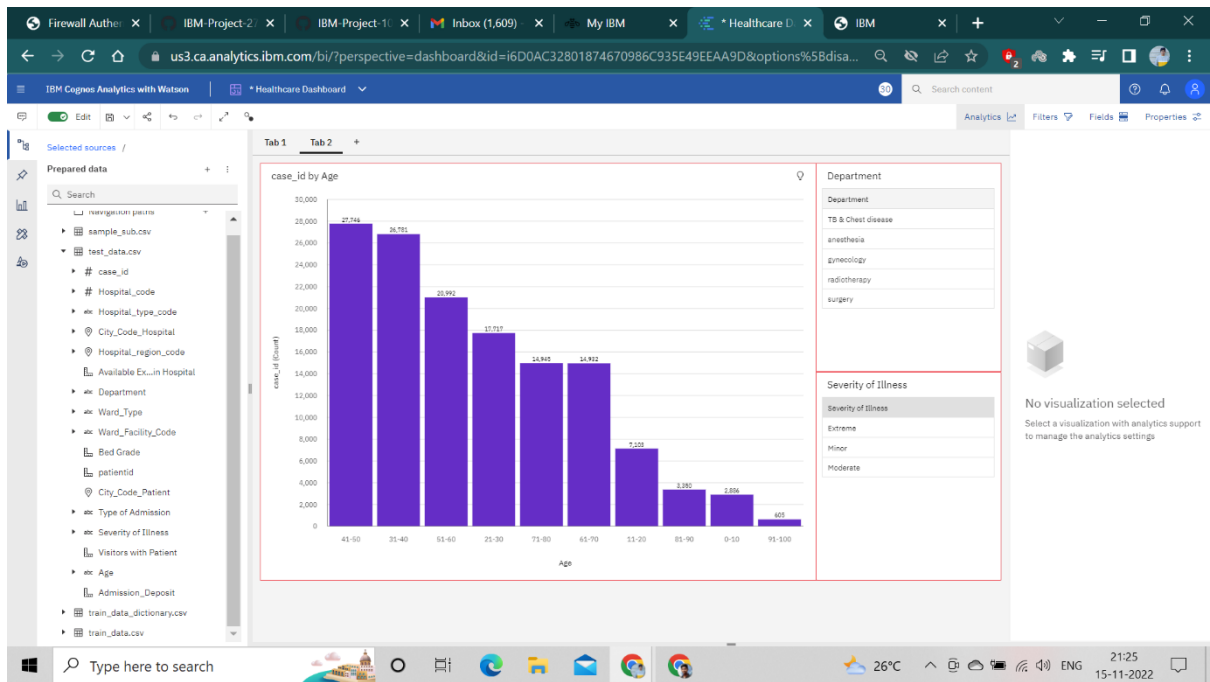 Firewall Auther
IBM-Project-27
IBM-Project-10
Inbox (1,609) -
My IBM
* Healthcare D
IBM
us3.ca.analytics.ibm.com/bi/?perspective=dashboard&id=i6D0AC32801874670986C935E49EEAA9D&options%5Bdisa...
2
IBM Cognos Analytics with Watson
* Healthcare Dashboard
30
Search content
Edit
Analytics
Filters
Fields
Properties
Selected sources /
Prepared data
Search
Navigation paths
sample_sub.csv
test_data.csv
# case_id
# Hospital_code
abc Hospital_type_code
City_Code_Hospital
Hospital_region_code
Available Ex...in Hospital
abc Department
abc Ward_Type
abc Ward_Facility_Code
Bed Grade
patientid
City_Code_Patient
abc Type of Admission
abc Severity of Illness
Visitors with Patient
abc Age
Admission_Deposit
train_data_dictionary.csv
train_data.csv
Tab 1 Tab 2 +
case_id by Age
case_id (Count)
30,000
28,000
26,000
24,000
22,000
20,000
18,000
16,000
14,000
12,000
10,000
8,000
6,000
4,000
2,000
0
27,746
26,781
20,992
17,717
14,945
14,932
7,103
3,350
605
41-50 31-40 51-60 21-30 71-80 61-70 11-20 81-90 0-10 91-100
Age
Department
Department
TB & Chest disease
anesthesia
gynecology
radiotherapy
surgery
Severity of Illness
Severity of Illness
Extreme
Minor
Moderate
No visualization selected
Select a visualization with analytics support
to manage the analytics settings
Type here to search
26°C
ENG
21:25
15-11-2022